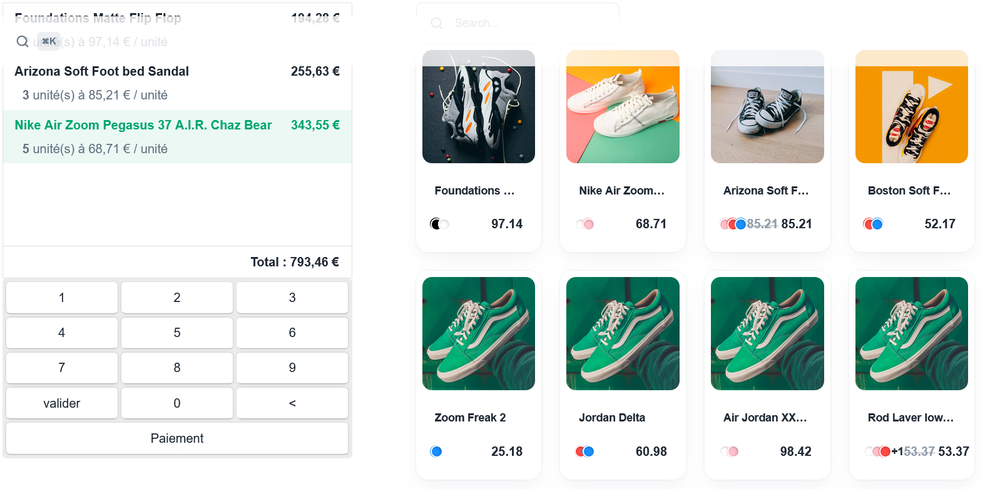 Foundations Matte Flip Flop 194,28 €
unité(s) à 97,14 € / unité
⌘K
Arizona Soft Foot bed Sandal 255,63 €
3 unité(s) à 85,21 € / unité
Nike Air Zoom Pegasus 37 A.I.R. Chaz Bear 343,55 €
5 unité(s) à 68,71 € / unité
Total : 793,46 €
1 2 3
4 5 6
7 8 9
valider 0 <
Paiement
Search...
Foundations ... Nike Air Zoom... Arizona Soft F... Boston Soft F...
97.14 68.71 85.21 85.21 52.17
Zoom Freak 2 Jordan Delta Air Jordan XX... Rod Laver low...
25.18 60.98 98.42 +1 53.37 53.37